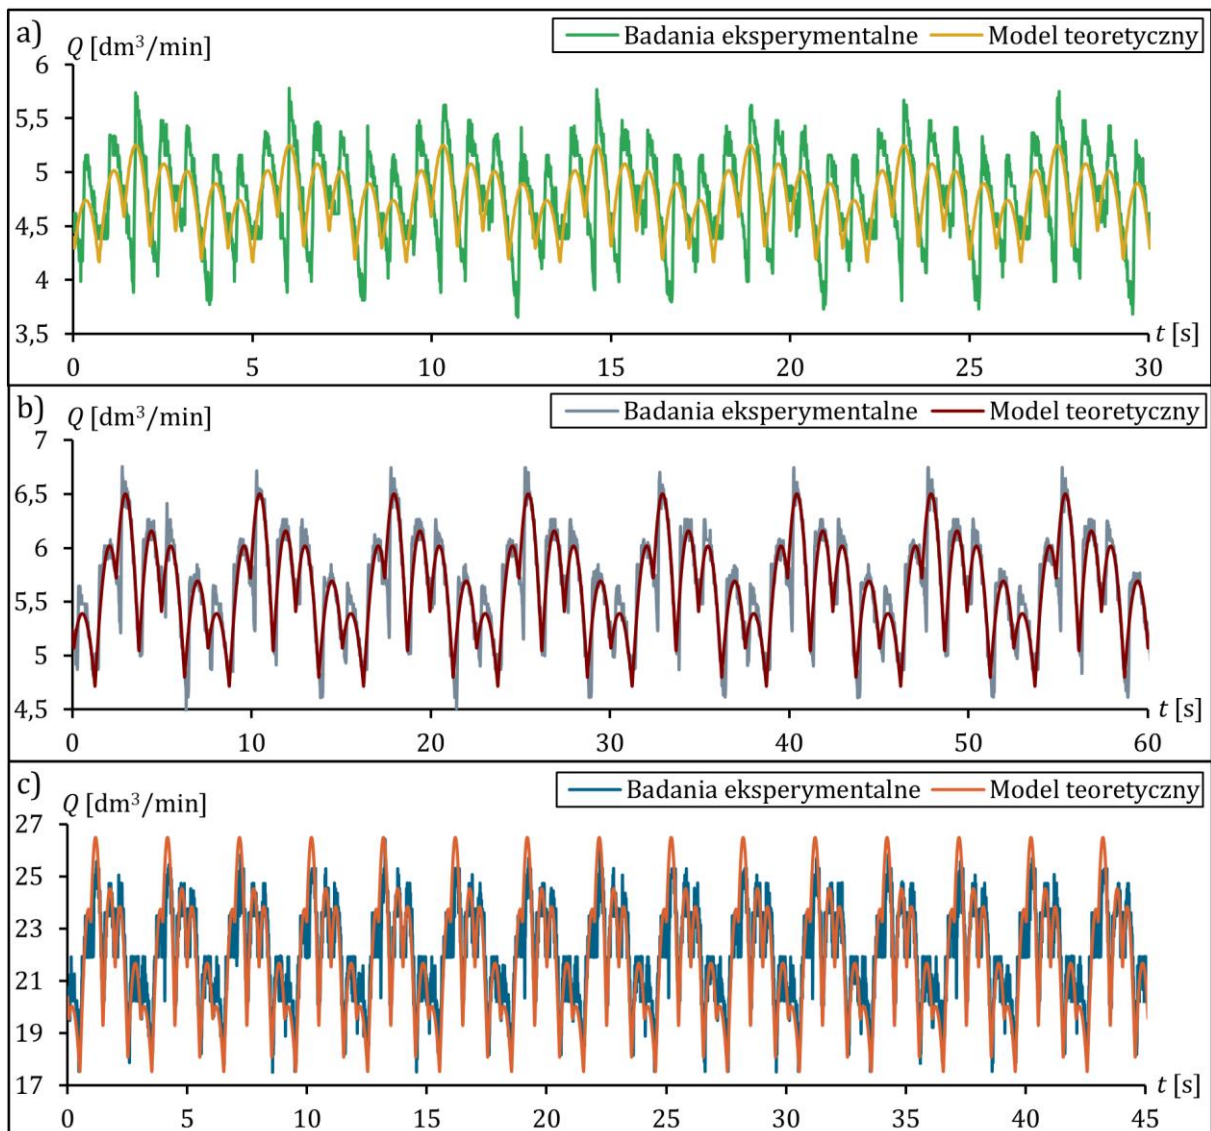 a)
Q [dm³/min]
Badania eksperymentalne Model teoretyczny
6
5,5
5
4,5
4
3,5
0 5 10 15 20 25 30
t [s]
b)
Q [dm³/min]
Badania eksperymentalne Model teoretyczny
7
6,5
6
5,5
5
4,5
0 10 20 30 40 50 60
t [s]
c)
Q [dm³/min]
Badania eksperymentalne Model teoretyczny
27
25
23
21
19
17
0 5 10 15 20 25 30 35 40 45
t [s]